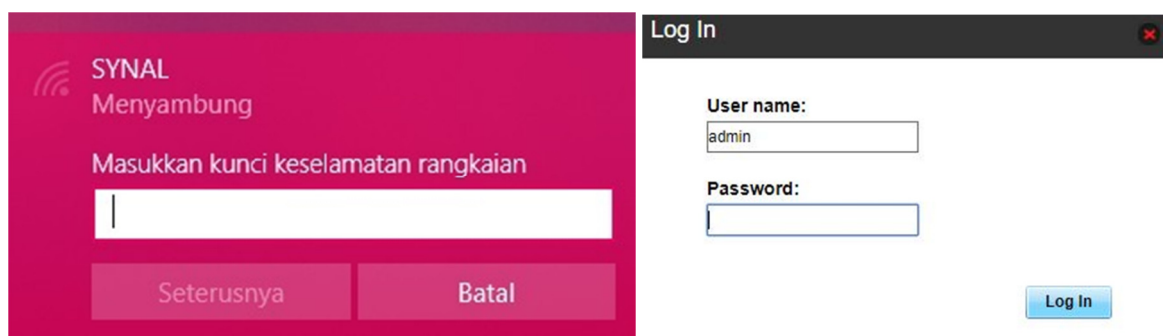 SYNAL
Menyambung
Masukkan kunci keselamatan rangkaian
Seterusnya
Batal
Log In
User name:
admin
Password:
Log In